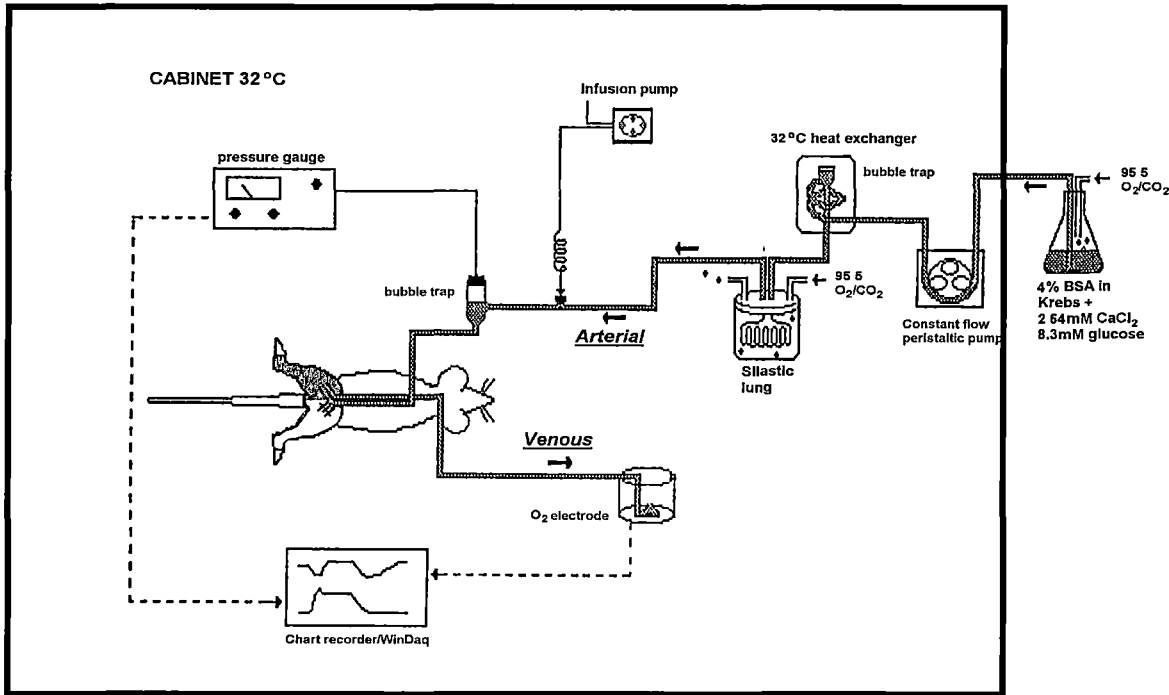 CABINET 32°C
Infusion pump
pressure gauge
32°C heat exchanger
bubble trap
95 5
O₂/CO₂
bubble trap
95 5
O₂/CO₂
Arterial
Silastic
lung
Constant flow
peristaltic pump
4% BSA in
Krebs +
2 54mM CaCl₂
8.3mM glucose
Venous
O₂ electrode
Chart recorder/WinDaq